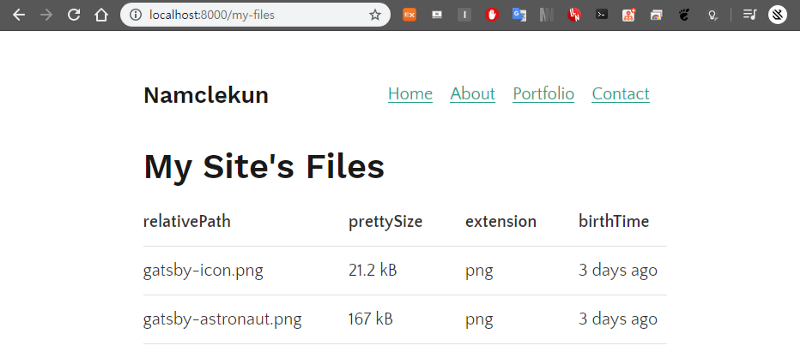 localhost:8000/my-files
Namclekun Home About Portfolio Contact
My Site's Files
relativePath prettySize extension birthTime
gatsby-icon.png 21.2 kB png 3 days ago
gatsby-astronaut.png 167 kB png 3 days ago